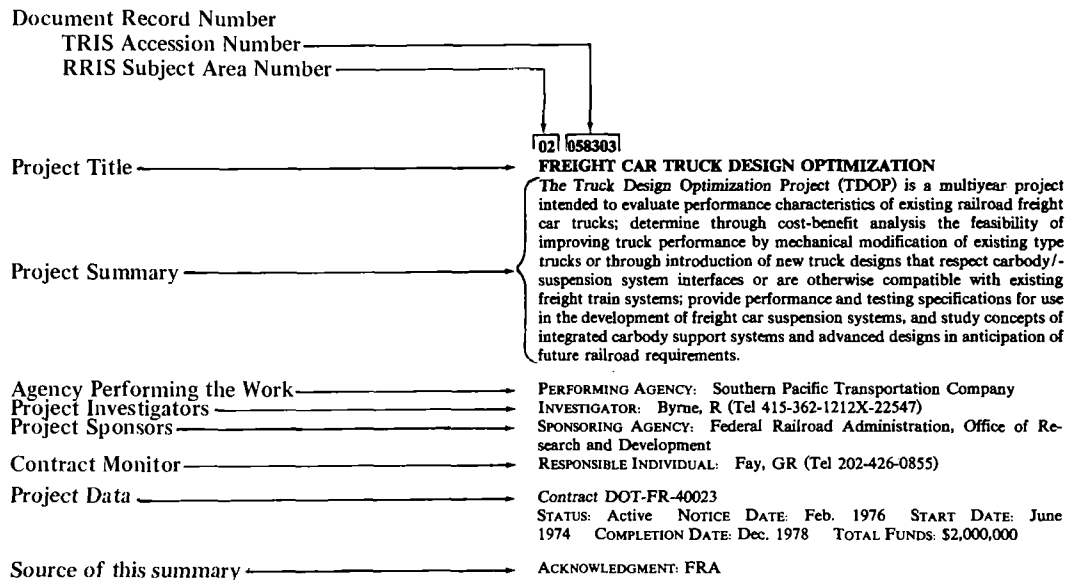 Document Record Number
TRIS Accession Number
RRIS Subject Area Number
02 058303
Project Title
FREIGHT CAR TRUCK DESIGN OPTIMIZATION
The Truck Design Optimization Project (TDOP) is a multiyear project
intended to evaluate performance characteristics of existing railroad freight
car trucks; determine through cost-benefit analysis the feasibility of
improving truck performance by mechanical modification of existing type
trucks or through introduction of new truck designs that respect carbody/-
Project Summary
suspension system interfaces or are otherwise compatible with existing
freight train systems; provide performance and testing specifications for use
in the development of freight car suspension systems, and study concepts of
integrated carbody support systems and advanced designs in anticipation of
future railroad requirements.
Agency Performing the Work
PERFORMING AGENCY: Southern Pacific Transportation Company
Project Investigators
INVESTIGATOR: Byrne, R (Tel 415-362-1212X-22547)
Project Sponsors
SPONSORING AGENCY: Federal Railroad Administration, Office of Re-
search and Development
Contract Monitor
RESPONSIBLE INDIVIDUAL: Fay, GR (Tel 202-426-0855)
Project Data
Contract DOT-FR-40023
STATUS: Active NOTICE DATE: Feb. 1976 START DATE: June
1974 COMPLETION DATE: Dec. 1978 TOTAL FUNDS: $2,000,000
Source of this summary
ACKNOWLEDGMENT: FRA